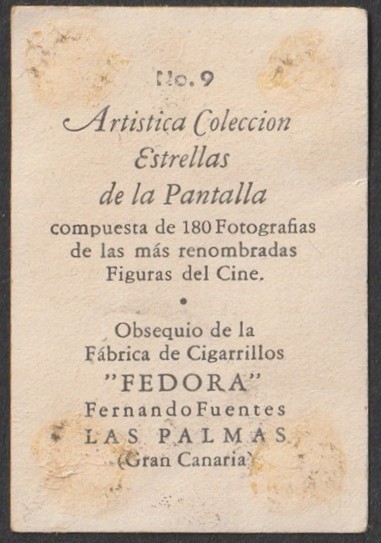 No. 9
Artistica Coleccion
Estrellas
de la Pantalla
compuesta de 180 Fotografias
de las más renombradas
Figuras del Cine.
•
Obsequio de la
Fábrica de Cigarrillos
"FEDORA"
Fernando Fuentes
LAS PALMAS
(Gran Canaria)